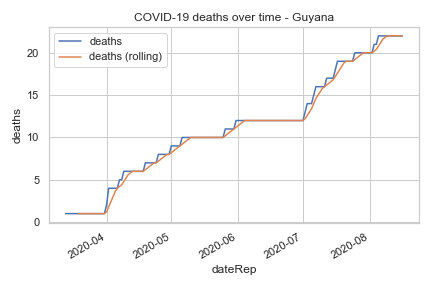 COVID-19 deaths over time - Guyana
deaths
deaths (rolling)
deaths
20
15
10
5
0
2020-04
2020-05
2020-06
2020-07
2020-08
dateRep